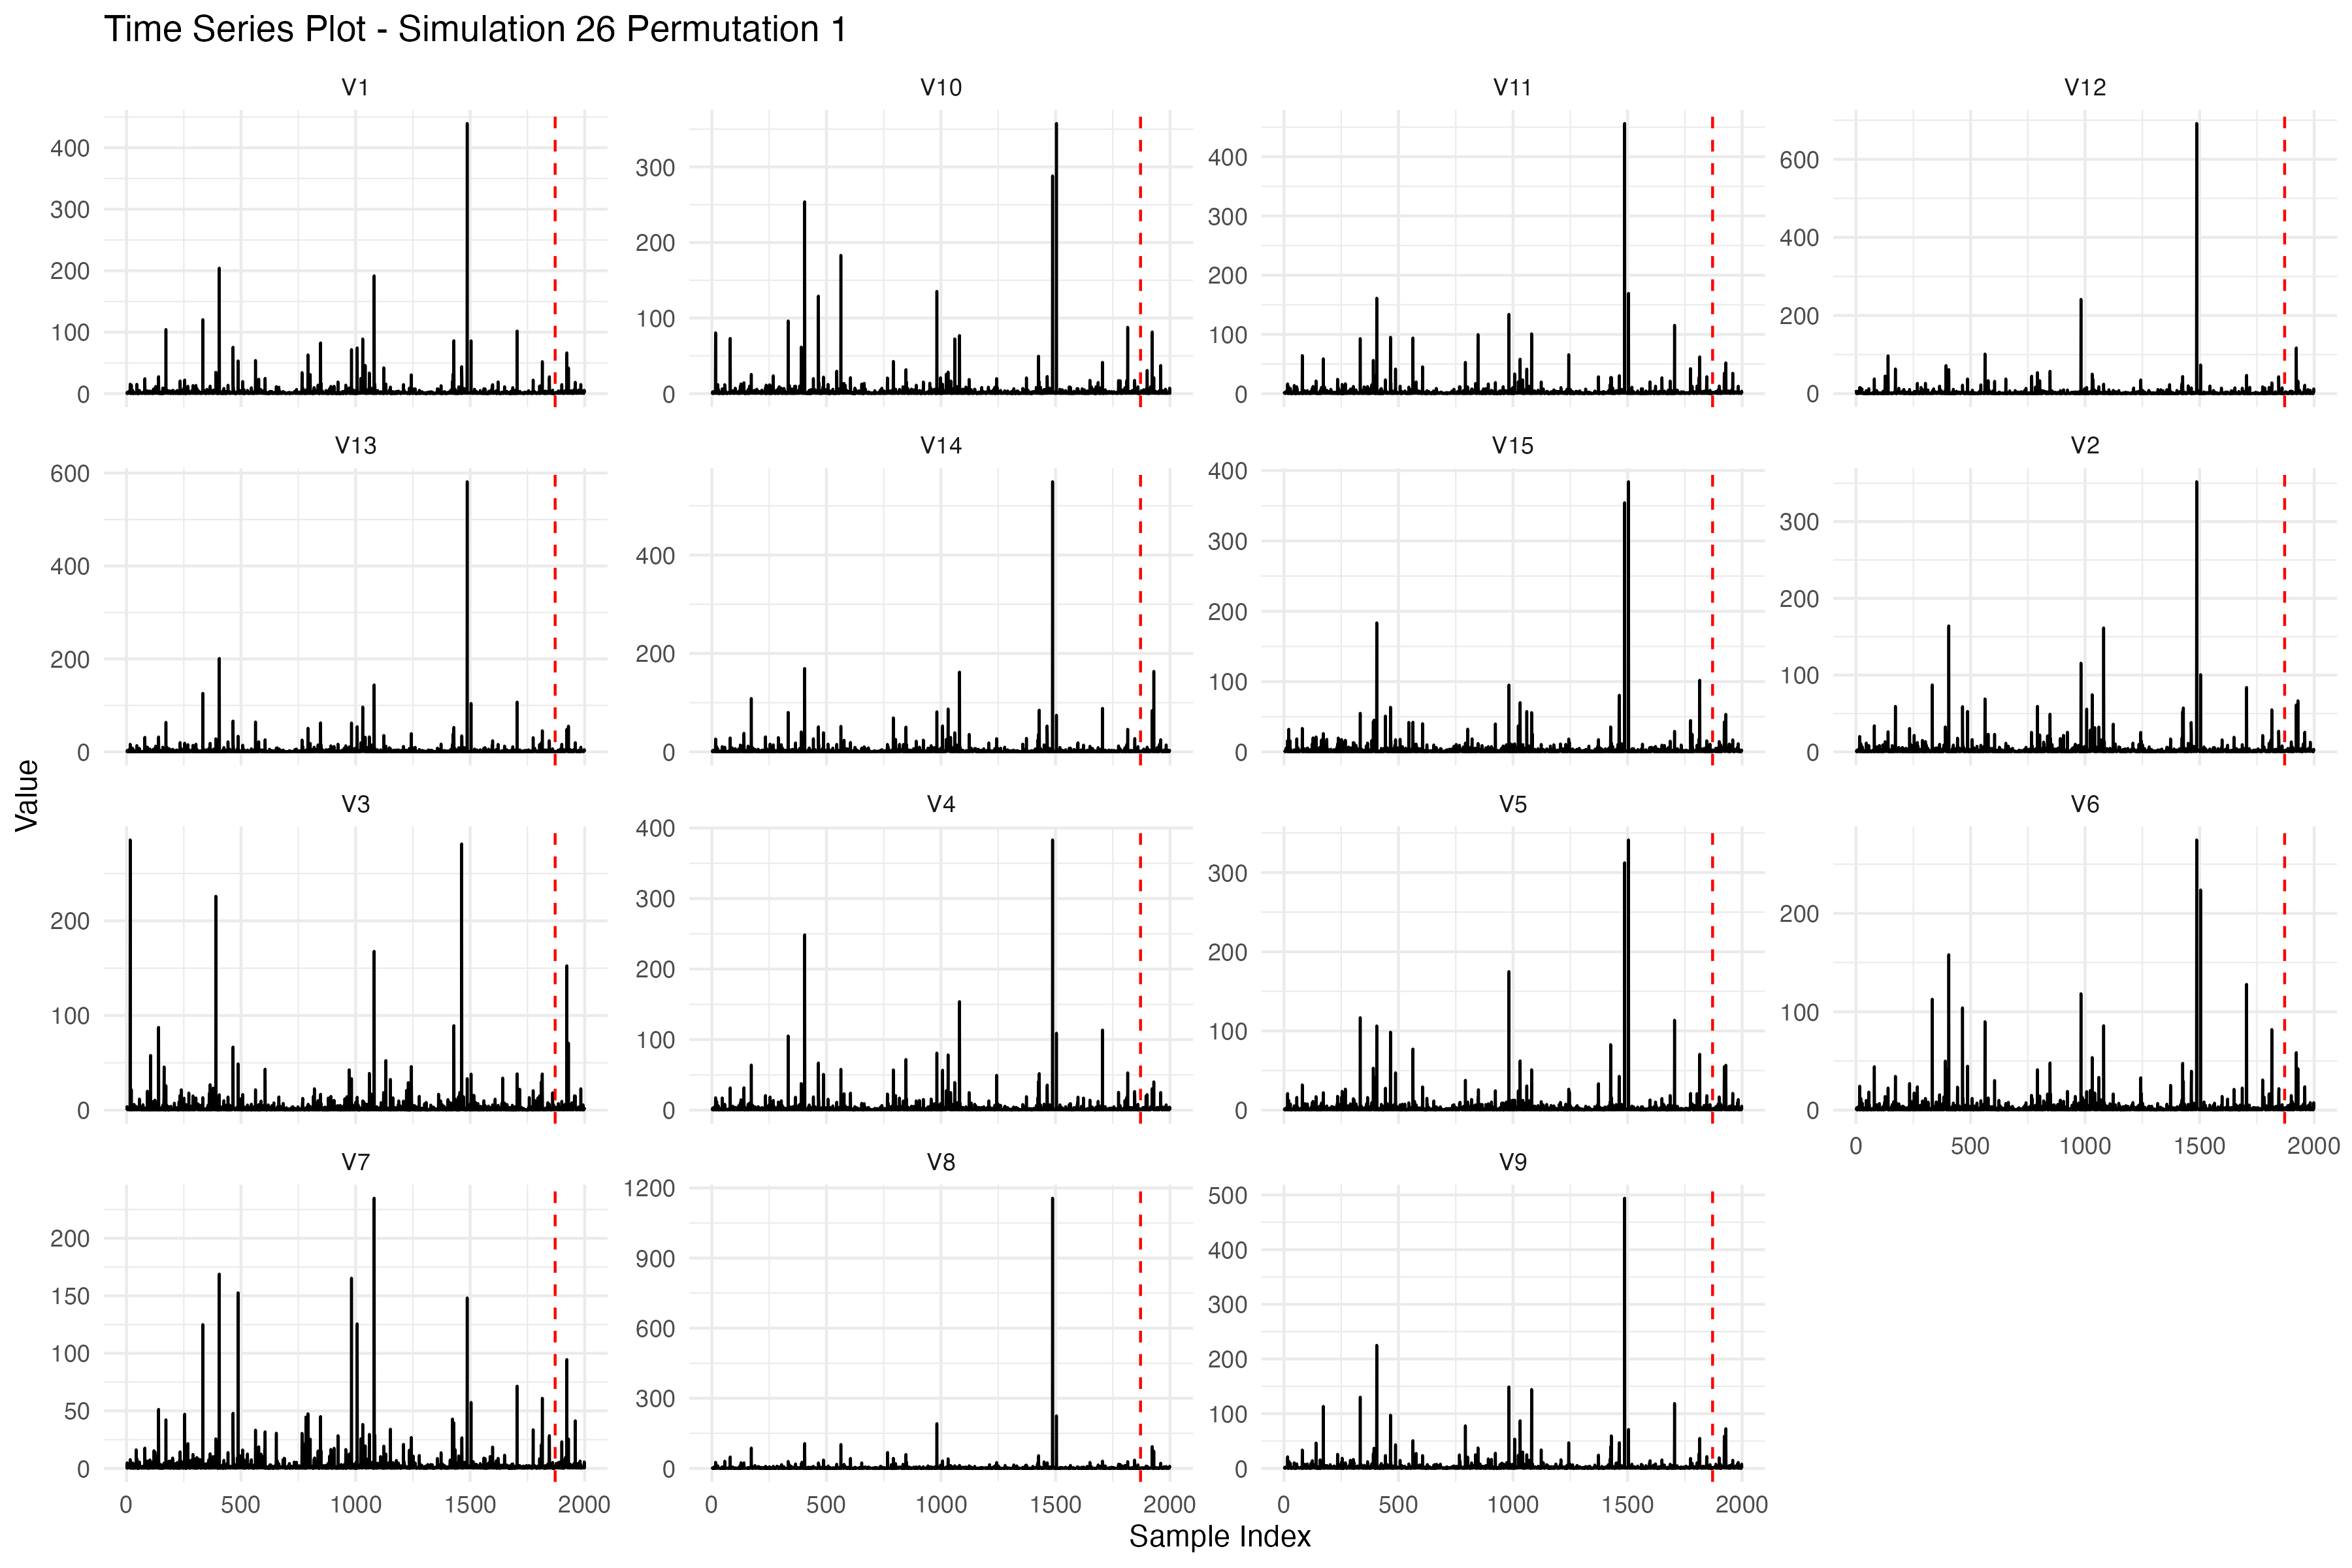 Time Series Plot - Simulation 26 Permutation 1
V1 V10 V11 V12
400 300 200 100 0
300 200 100 0
400 300 200 100 0
600 400 200 0
V13 V14 V15 V2
600 400 200 0
400 200 0
400 300 200 100 0
300 200 100 0
Value
V3 V4 V5 V6
200 100 0
400 300 200 100 0
300 200 100 0
200 100 0
0 500 1000 1500 2000
V7 V8 V9
200 150 100 50 0
1200 900 600 300 0
500 400 300 200 100 0
0 500 1000 1500 2000
0 500 1000 1500 2000
0 500 1000 1500 2000
Sample Index